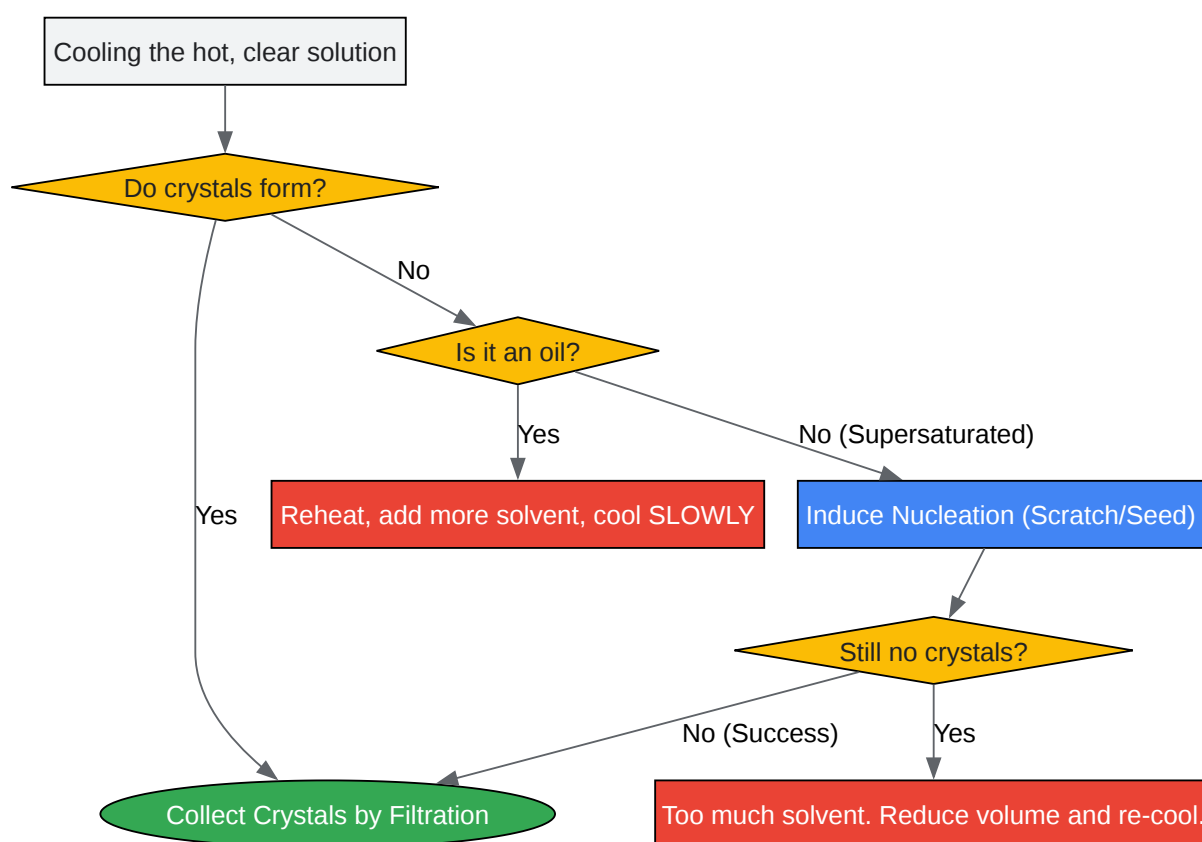 Cooling the hot, clear solution
Do crystals form?
No
Is it an oil?
Yes
No (Supersaturated)
Yes
Reheat, add more solvent, cool SLOWLY
Induce Nucleation (Scratch/Seed)
Still no crystals?
No (Success)
Yes
Collect Crystals by Filtration
Too much solvent. Reduce volume and re-cool.